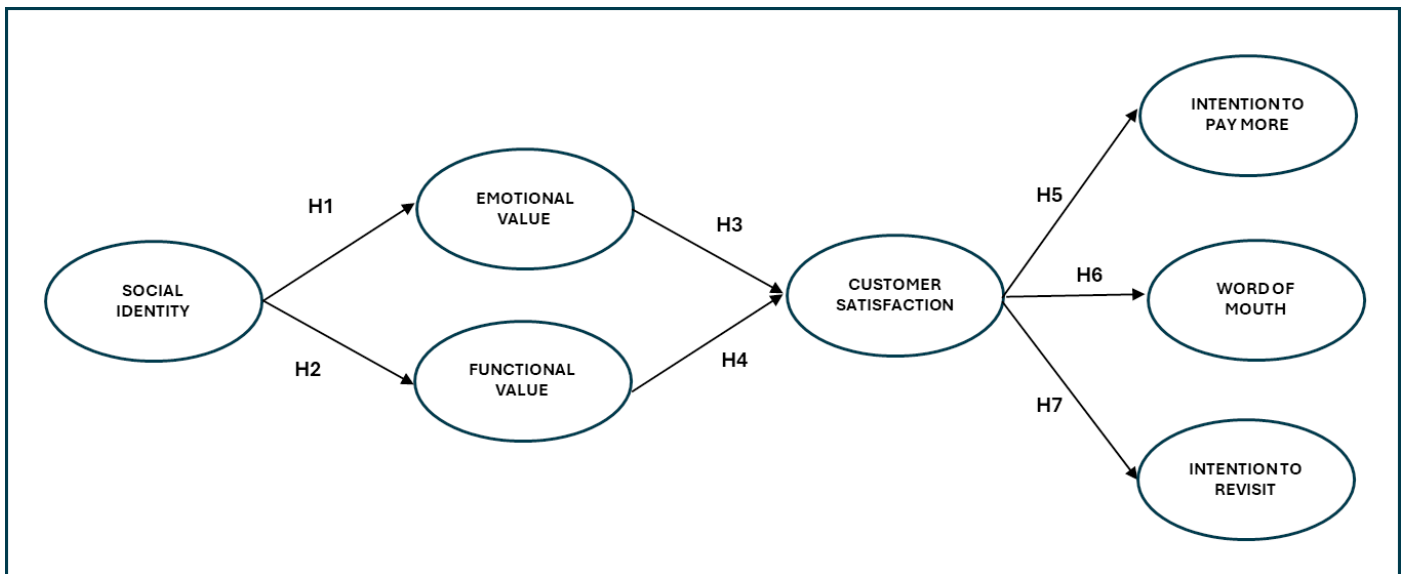 SOCIAL
IDENTITY
H1
H2
EMOTIONAL
VALUE
FUNCTIONAL
VALUE
H3
H4
CUSTOMER
SATISFACTION
H5
H6
H7
INTENTION TO
PAY MORE
WORD OF
MOUTH
INTENTION TO
REVISIT